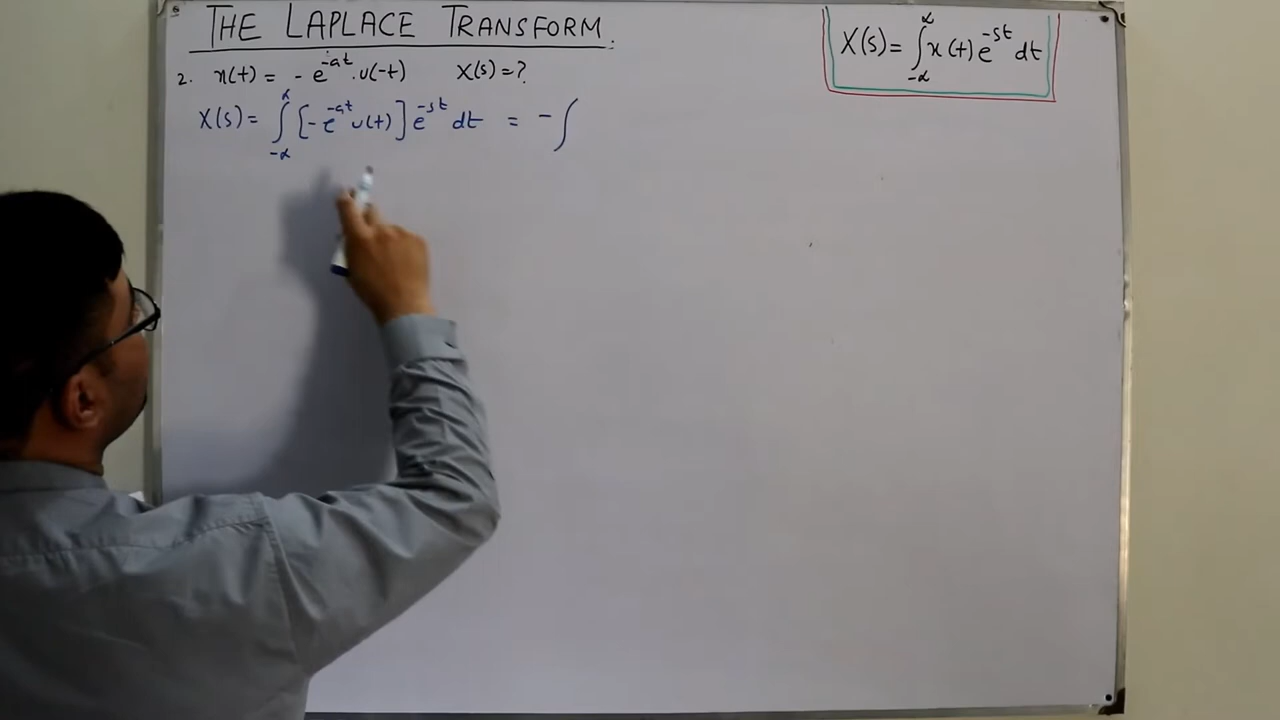 THE LAPLACE TRANSFORM.
X(s) = ∫_{-∝}^{∝} x(t) e^{-st} dt
2. x(t) = - e^{-at}.u(-t) X(s) = ?
X(s) = ∫_{-∝}^{∝} [-e^{-at} u(t)] e^{-st} dt = - ∫